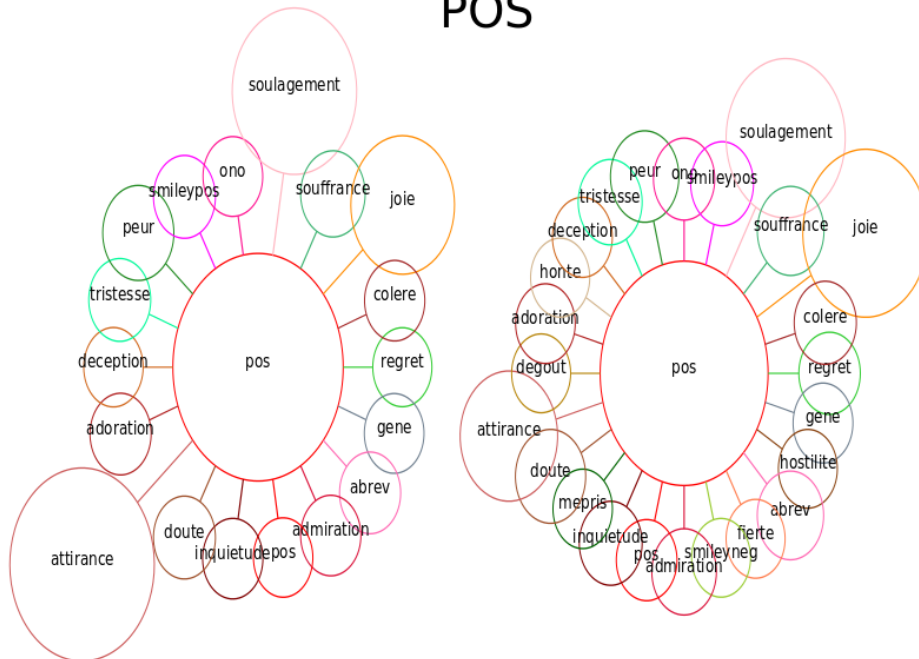 POS
soulagement
ono
souffrance
smileypos
joie
peur
tristesse
colere
deception
pos
regret
adoration
gene
abrev
doute
inquietude
pos
admiration
attirance
soulagement
peur
ono
smileypos
tristesse
souffrance
joie
deception
honte
adoration
colere
degout
pos
regret
attirance
gene
doute
hostilite
mepris
abrev
inquietude
fierte
pos
smileyneg
admiration